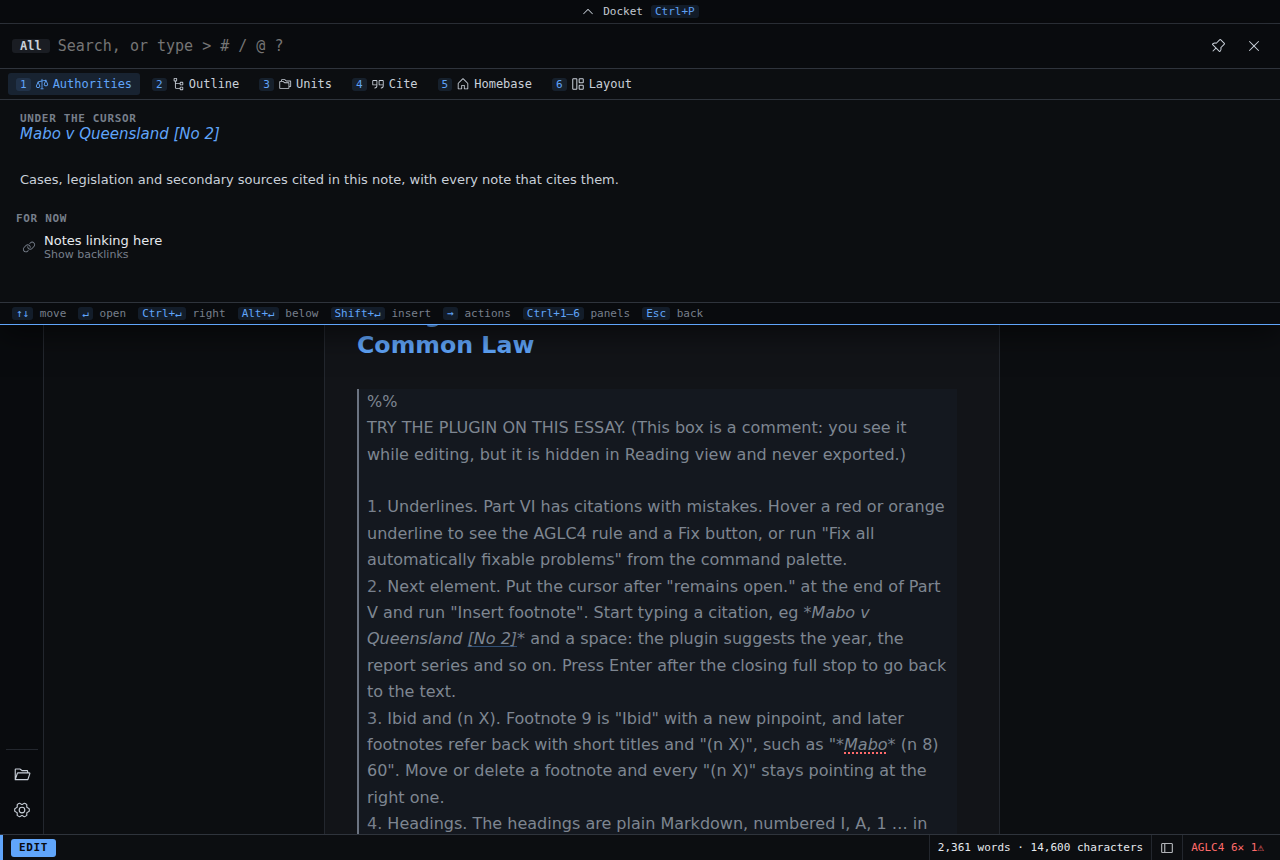 Docket Ctrl+P
All Search, or type > # / @ ?
1 Authorities 2 Outline 3 Units 4 Cite 5 Homebase 6 Layout
UNDER THE CURSOR
Mabo v Queensland [No 2]
Cases, legislation and secondary sources cited in this note, with every note that cites them.
FOR NOW
Notes linking here
Show backlinks
↑↓ move ↵ open Ctrl+↵ right Alt+↵ below Shift+↵ insert → actions Ctrl+1–6 panels Esc back
Common Law
%%
TRY THE PLUGIN ON THIS ESSAY. (This box is a comment: you see it
while editing, but it is hidden in Reading view and never exported.)
1. Underlines. Part VI has citations with mistakes. Hover a red or orange
underline to see the AGLC4 rule and a Fix button, or run "Fix all
automatically fixable problems" from the command palette.
2. Next element. Put the cursor after "remains open." at the end of Part
V and run "Insert footnote". Start typing a citation, eg *Mabo v
Queensland [No 2]* and a space: the plugin suggests the year, the
report series and so on. Press Enter after the closing full stop to go back
to the text.
3. Ibid and (n X). Footnote 9 is "Ibid" with a new pinpoint, and later
footnotes refer back with short titles and "(n X)", such as "*Mabo* (n 8)
60". Move or delete a footnote and every "(n X)" stays pointing at the
right one.
4. Headings. The headings are plain Markdown, numbered I, A, 1 … in
EDIT 2,361 words · 14,600 characters AGLC4 6× 1⚠